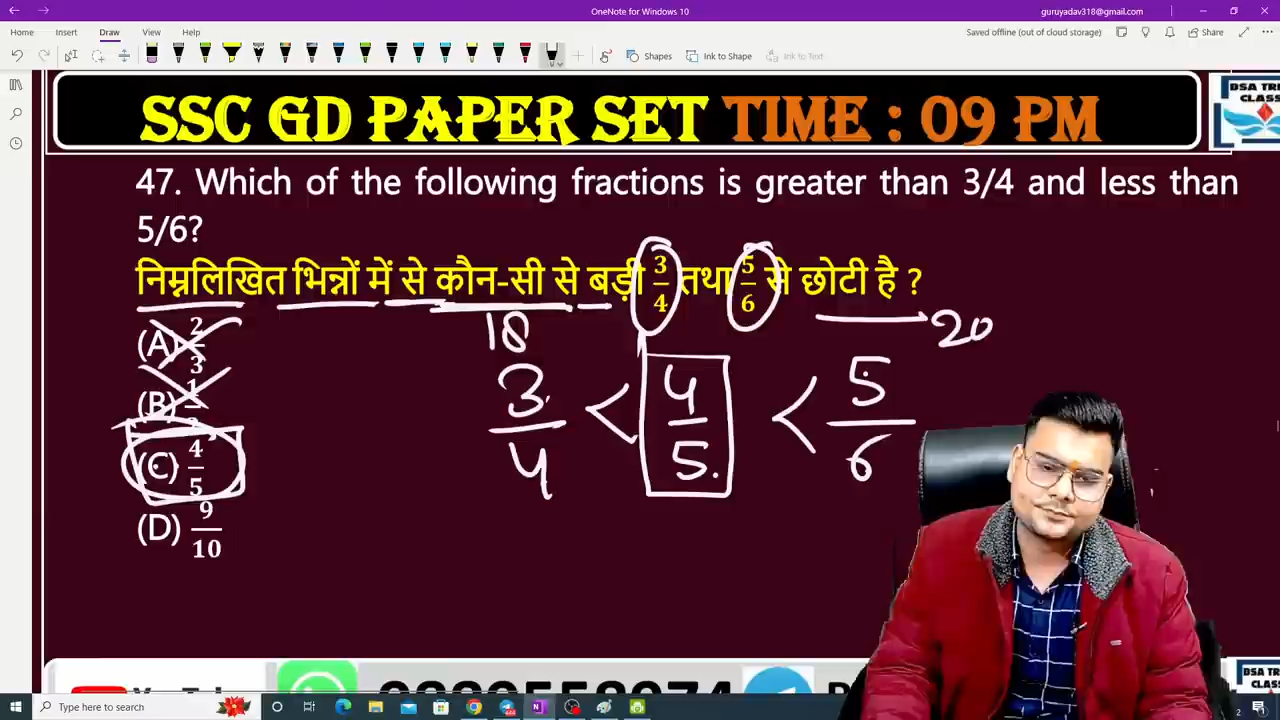 OneNote for Windows 10
guruyadav318@gmail.com
Home Insert Draw View Help
Saved offline (out of cloud storage)
Share
Shapes Ink to Shape Ink to Text
SSC GD PAPER SET TIME : 09 PM
47. Which of the following fractions is greater than 3/4 and less than
5/6?
निम्नलिखित भिन्नों में से कौन-सी से बड़ी 3/4 तथा 5/6 से छोटी है ?
18 20
(A) 2/3
3/4 < 4/5 < 5/6
(B)
(C) 4/5
(D) 9/10
Type here to search